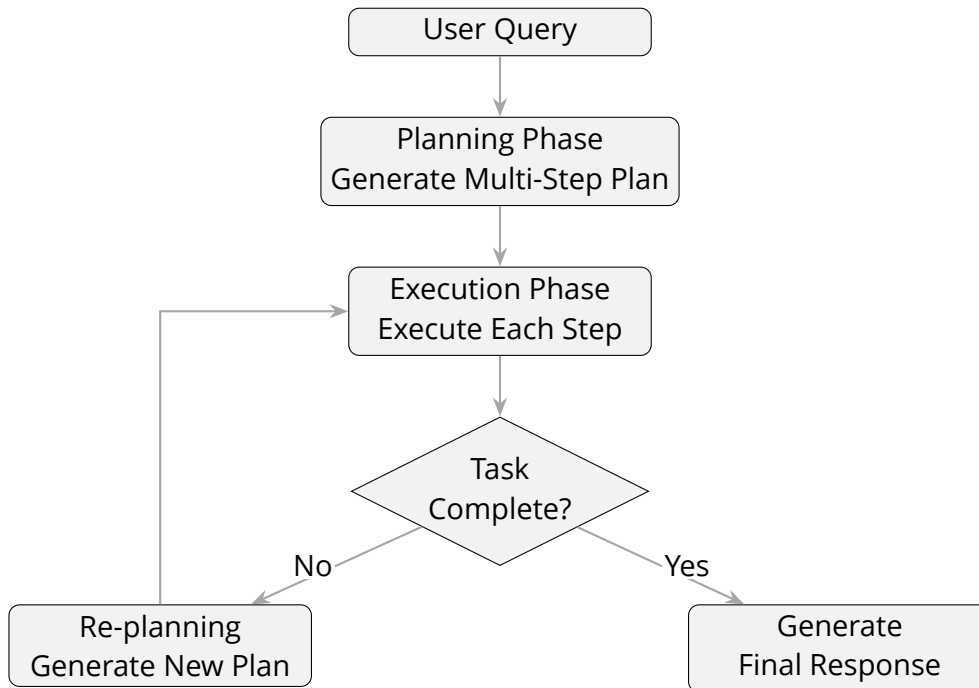 User Query
Planning Phase
Generate Multi-Step Plan
Execution Phase
Execute Each Step
Task
Complete?
No
Yes
Re-planning
Generate New Plan
Generate
Final Response